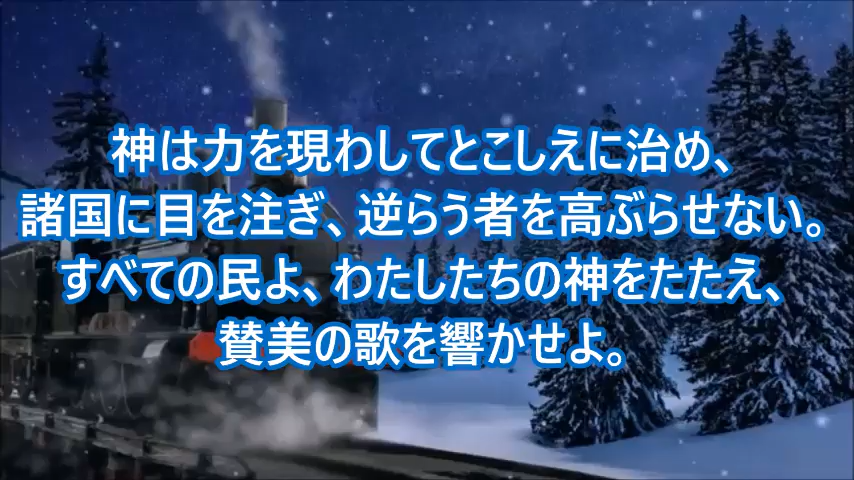 神は力を現わしてとこしえに治め、
諸国に目を注ぎ、逆らう者を高ぶらせない。
すべての民よ、わたしたちの神をたたえ、
賛美の歌を響かせよ。